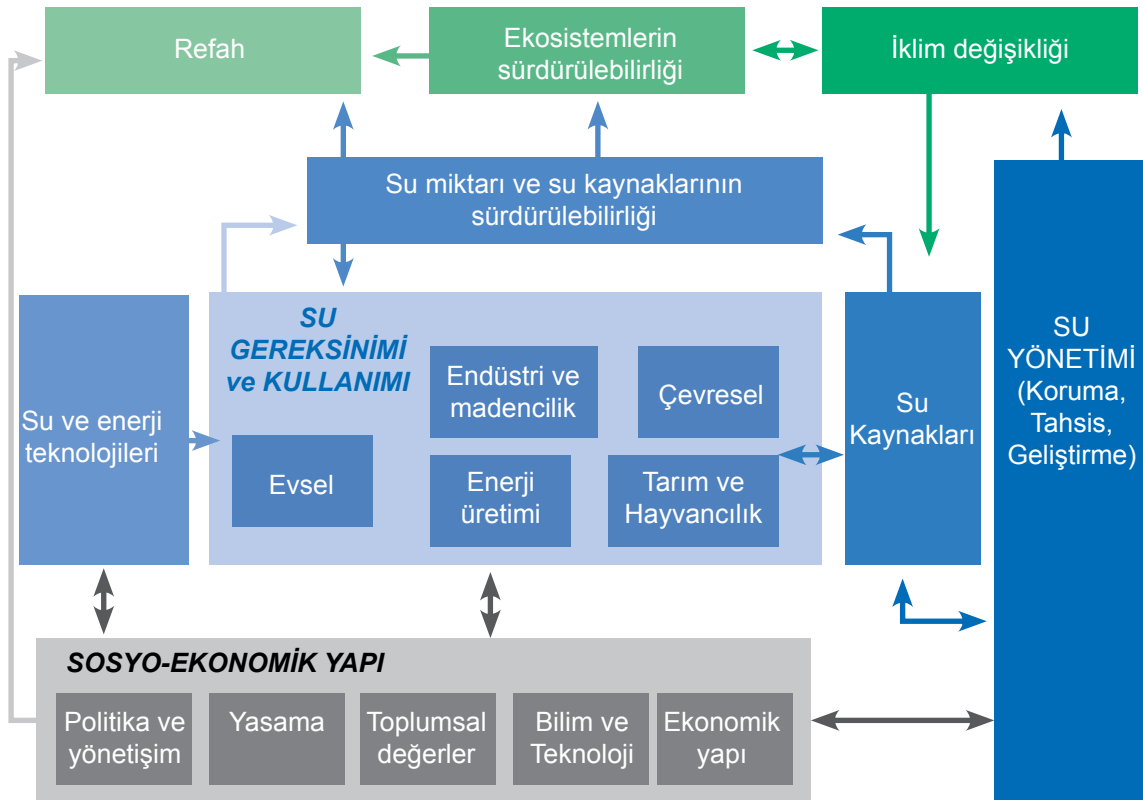 Refah
Ekosistemlerin
sürdürülebilirliği
İklim değişikliği
Su miktarı ve su kaynaklarının
sürdürülebilirliği
Su ve enerji
teknolojileri
SU
GEREKSİNİMİ
ve KULLANIMI
Endüstri ve
madencilik
Çevresel
Evsel
Enerji
üretimi
Tarım ve
Hayvancılık
Su
Kaynakları
SU
YÖNETİMİ
(Koruma,
Tahsis,
Geliştirme)
SOSYO-EKONOMİK YAPI
Politika ve
yönetişim
Yasama
Toplumsal
değerler
Bilim ve
Teknoloji
Ekonomik
yapı